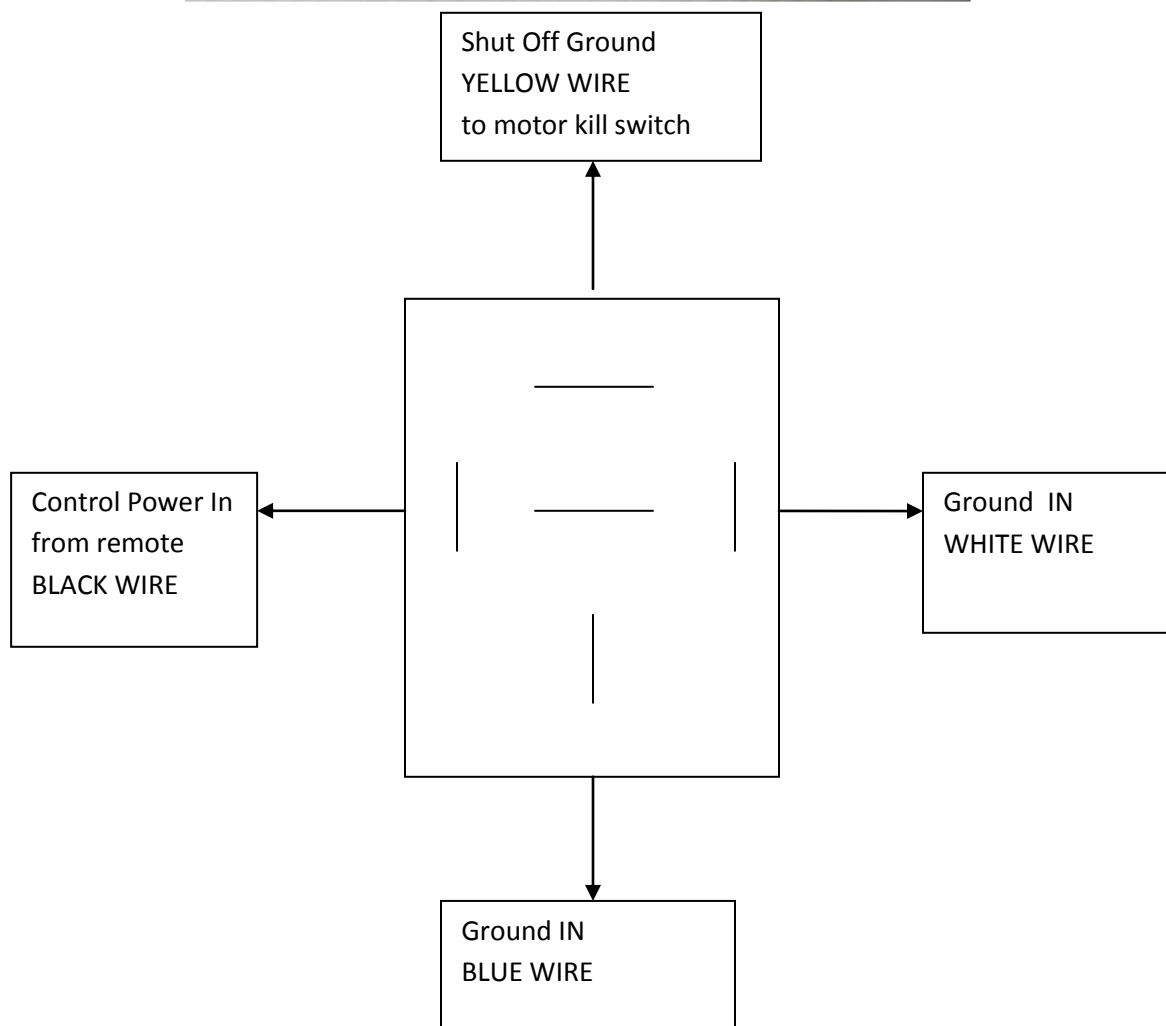 Shut Off Ground
YELLOW WIRE
to motor kill switch
Control Power In
from remote
BLACK WIRE
Ground  IN
WHITE WIRE
Ground IN
BLUE WIRE